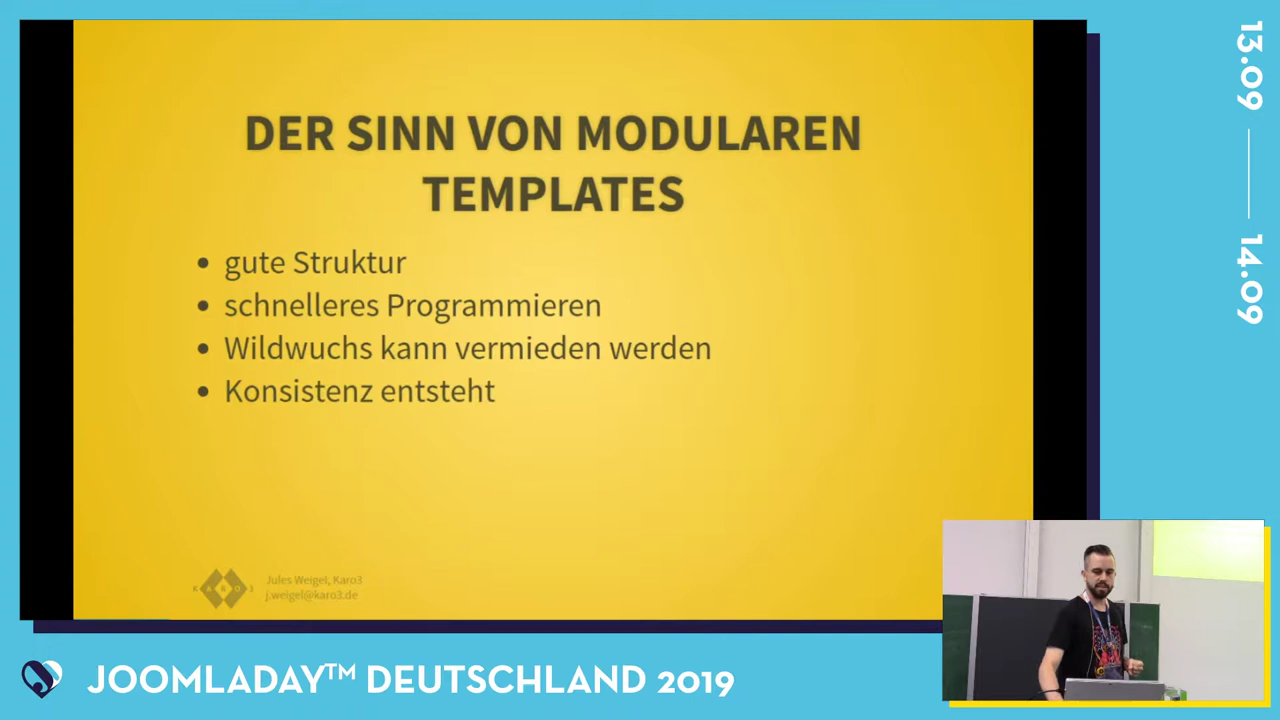 DER SINN VON MODULAREN
TEMPLATES
• gute Struktur
• schnelleres Programmieren
• Wildwuchs kann vermieden werden
• Konsistenz entsteht
KARO3
Jules Weigel, Karo3
j.weigel@karo3.de
13.09
14.09
JOOMLADAY™ DEUTSCHLAND 2019